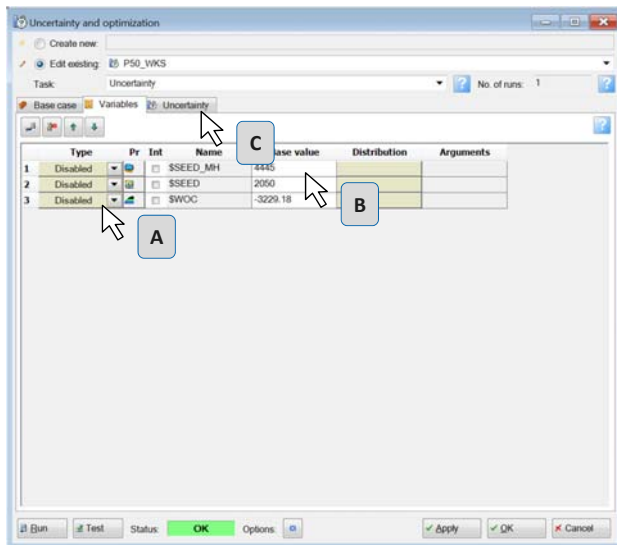 Uncertainty and optimization
Create new:
Edit existing: P50_WKS
Task: Uncertainty No. of runs: 1
Base case Variables Uncertainty
Type Pr Int Name Base value Distribution Arguments
1 Disabled $SEED_MH 4445
2 Disabled $SEED 2050
3 Disabled $WOC -3229.18
C
B
A
Run Test Status: OK Options: Apply OK Cancel